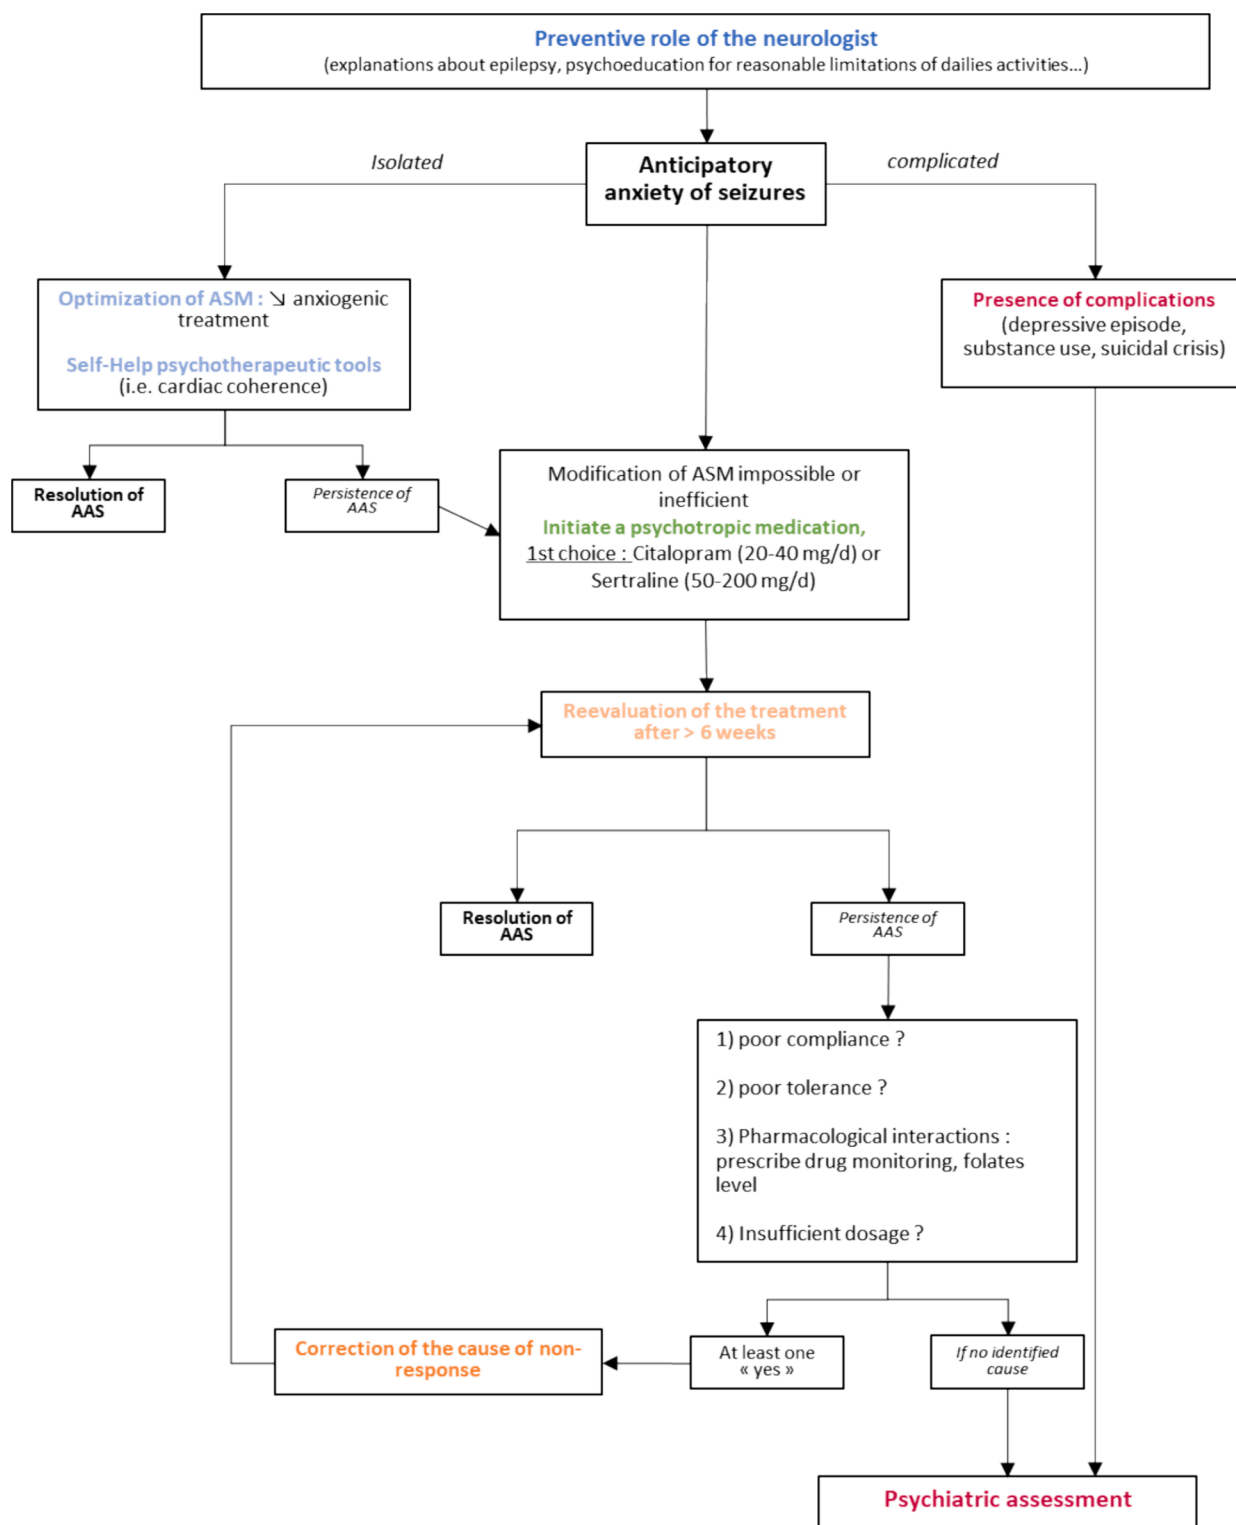 Preventive role of the neurologist
(explanations about epilepsy, psychoeducation for reasonable limitations of dailies activities...)
Isolated
Anticipatory
anxiety of seizures
complicated
Optimization of ASM : ↘ anxiogenic
treatment
Self-Help psychotherapeutic tools
(i.e. cardiac coherence)
Presence of complications
(depressive episode,
substance use, suicidal crisis)
Resolution of
AAS
Persistence of
AAS
Modification of ASM impossible or
inefficient
Initiate a psychotropic medication,
1st choice : Citalopram (20-40 mg/d) or
Sertraline (50-200 mg/d)
Reevaluation of the treatment
after > 6 weeks
Resolution of
AAS
Persistence of
AAS
1) poor compliance ?
2) poor tolerance ?
3) Pharmacological interactions :
prescribe drug monitoring, folates
level
4) Insufficient dosage ?
Correction of the cause of non-
response
At least one
« yes »
If no identified
cause
Psychiatric assessment